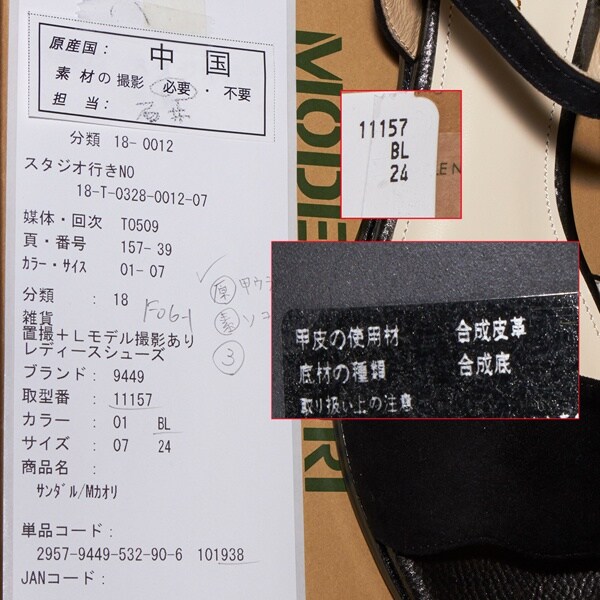 原産国： 中 国
素 材 の 撮影 必要 ・ 不要
担 当：
分類 18-0012
スタジオ行きNO
18-T-0328-0012-07
媒体・回次 T0509
頁・番号 157-39
カラー・サイズ 01-07
分類 ： 18
雑貨
置撮＋Lモデル撮影あり
レディースシューズ
ブランド： 9449
取型番 ： 11157
カラー ： 01 BL
サイズ ： 07 24
商品名 ：
サンダル/Mカオリ
単品コード：
2957-9449-532-90-6 101938
JANコード：
F06-1
③
11157
BL
24
LE N
甲皮の使用材 合成皮革
底材の種類 合成底
取り扱い上の注意
MODE
RI